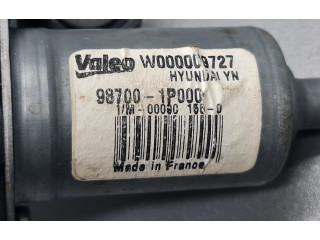 Valeo W000009727
HYUNDAI YN
98700-1P000
Made in France